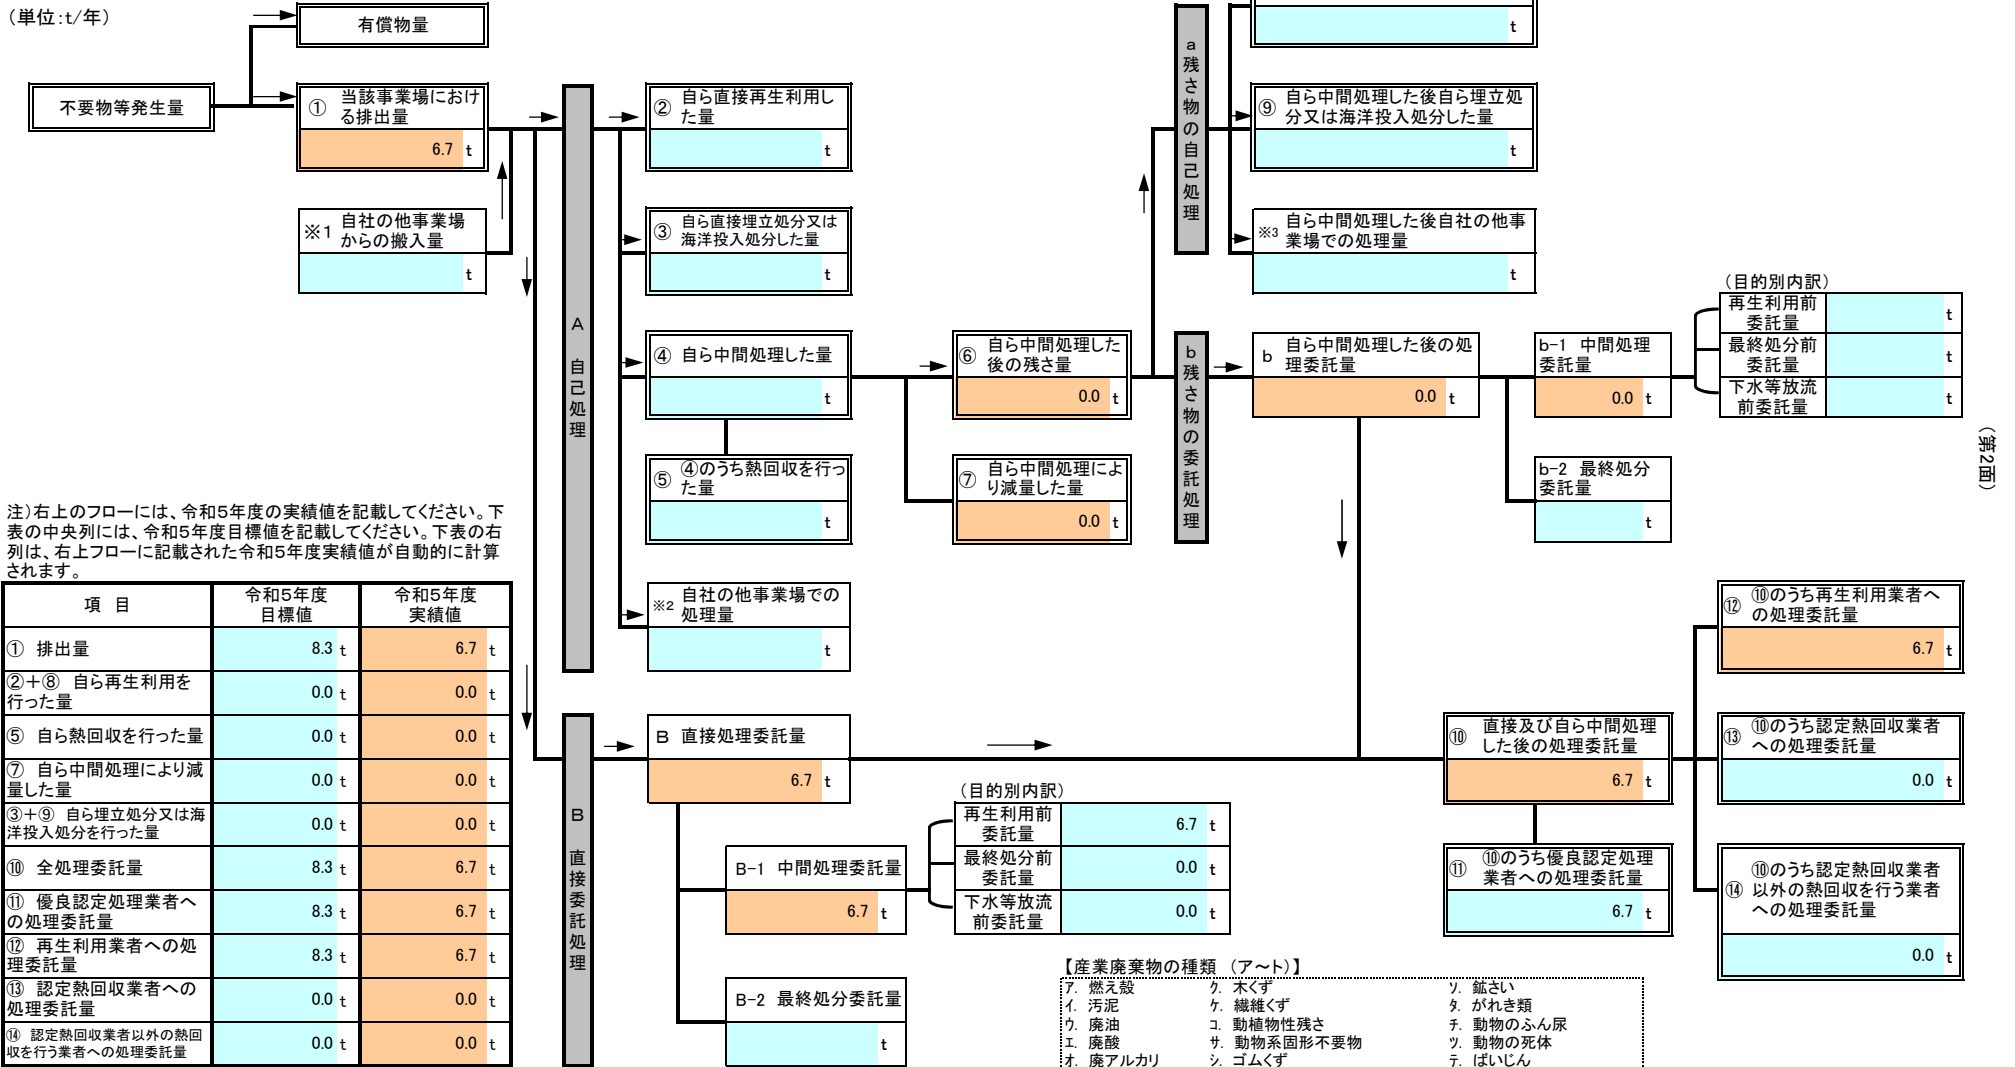 （単位：t/年）
有償物量
不要物等発生量
① 当該事業場におけ
る排出量
6.7 t
※1 自社の他事業場
からの搬入量
t
A 自己処理
② 自ら直接再生利用し
た量
t
③ 自ら直接埋立処分又は
海洋投入処分した量
t
④ 自ら中間処理した量
t
⑤ ④のうち熱回収を行っ
た量
t
※2 自社の他事業場での
処理量
t
⑥ 自ら中間処理した
後の残さ量
0.0 t
⑦ 自ら中間処理によ
り減量した量
0.0 t
a残さ物の自己処理
t
⑨ 自ら中間処理した後自ら埋立処
分又は海洋投入処分した量
t
※3 自ら中間処理した後自社の他事
業場での処理量
t
b残さ物の委託処理
b 自ら中間処理した後の処
理委託量
0.0 t
b-1 中間処理
委託量
0.0 t
b-2 最終処分
委託量
t
（目的別内訳）
再生利用前
委託量
t
最終処分前
委託量
t
下水等放流
前委託量
t
（第2面）
注）右上のフローには、令和5年度の実績値を記載してください。下
表の中央列には、令和5年度目標値を記載してください。下表の右
列は、右上フローに記載された令和5年度実績値が自動的に計算
されます。
項 目 令和5年度 令和5年度
目標値 実績値
① 排出量 8.3 t 6.7 t
②＋⑧ 自ら再生利用を
行った量 0.0 t 0.0 t
⑤ 自ら熱回収を行った量 0.0 t 0.0 t
⑦ 自ら中間処理により減
量した量 0.0 t 0.0 t
③＋⑨ 自ら埋立処分又は海
洋投入処分を行った量 0.0 t 0.0 t
⑩ 全処理委託量 8.3 t 6.7 t
⑪ 優良認定処理業者へ
の処理委託量 8.3 t 6.7 t
⑫ 再生利用業者への処
理委託量 8.3 t 6.7 t
⑬ 認定熱回収業者への
処理委託量 0.0 t 0.0 t
⑭ 認定熱回収業者以外の熱回
収を行う業者への処理委託量 0.0 t 0.0 t
B 直接委託処理
B 直接処理委託量
6.7 t
B-1 中間処理委託量
6.7 t
B-2 最終処分委託量
t
（目的別内訳）
再生利用前
委託量
6.7 t
最終処分前
委託量
0.0 t
下水等放流
前委託量
0.0 t
⑩ 直接及び自ら中間処理
した後の処理委託量
6.7 t
⑪ ⑩のうち優良認定処理
業者への処理委託量
6.7 t
⑫ ⑩のうち再生利用業者へ
の処理委託量
6.7 t
⑬ ⑩のうち認定熱回収業者
への処理委託量
0.0 t
⑭ ⑩のうち認定熱回収業者
以外の熱回収を行う業者
への処理委託量
0.0 t
【産業廃棄物の種類 （ア～ト）】
ア. 燃え殻 ク. 木くず ソ. 鉱さい
イ. 汚泥 ケ. 繊維くず タ. がれき類
ウ. 廃油 コ. 動植物性残さ チ. 動物のふん尿
エ. 廃酸 サ. 動物系固形不要物 ツ. 動物の死体
オ. 廃アルカリ シ. ゴムくず テ. ばいじん